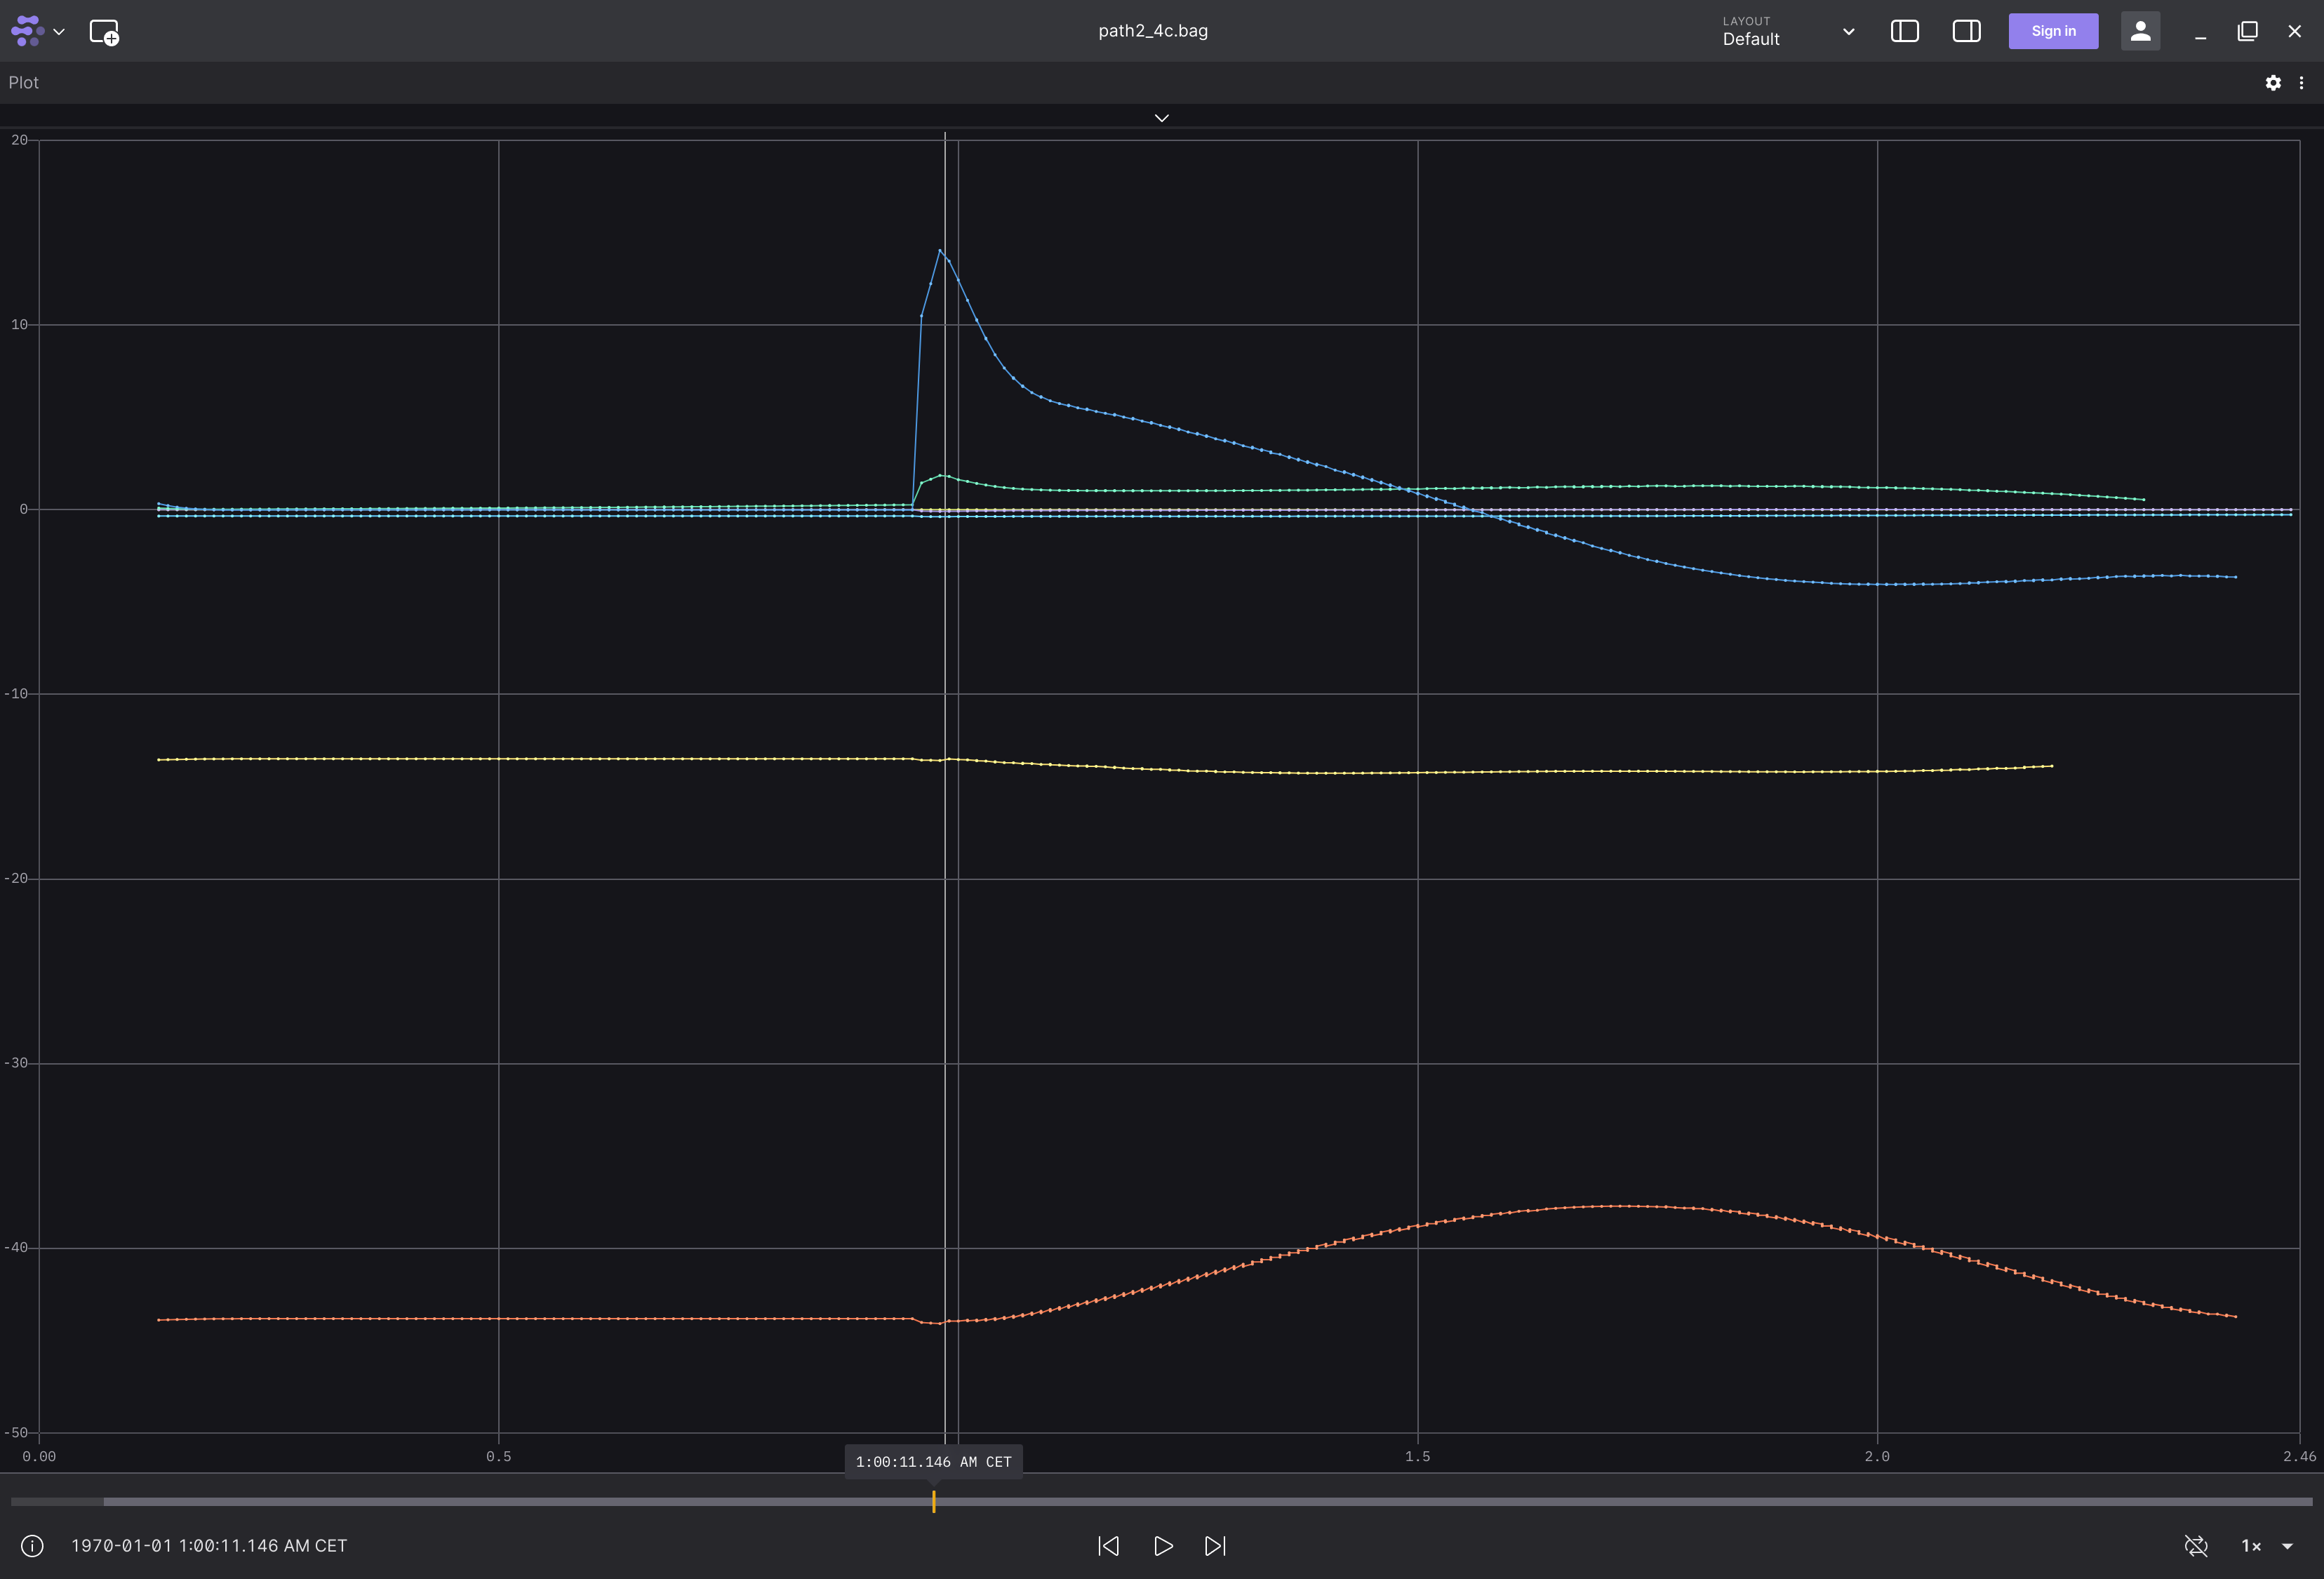 path2_4c.bag
LAYOUT
Default
Sign in
Plot
20
10
0
-10
-20
-30
-40
-50
0.00
0.5
1.5
2.0
2.46
1:00:11.146 AM CET
1970-01-01 1:00:11.146 AM CET
1×